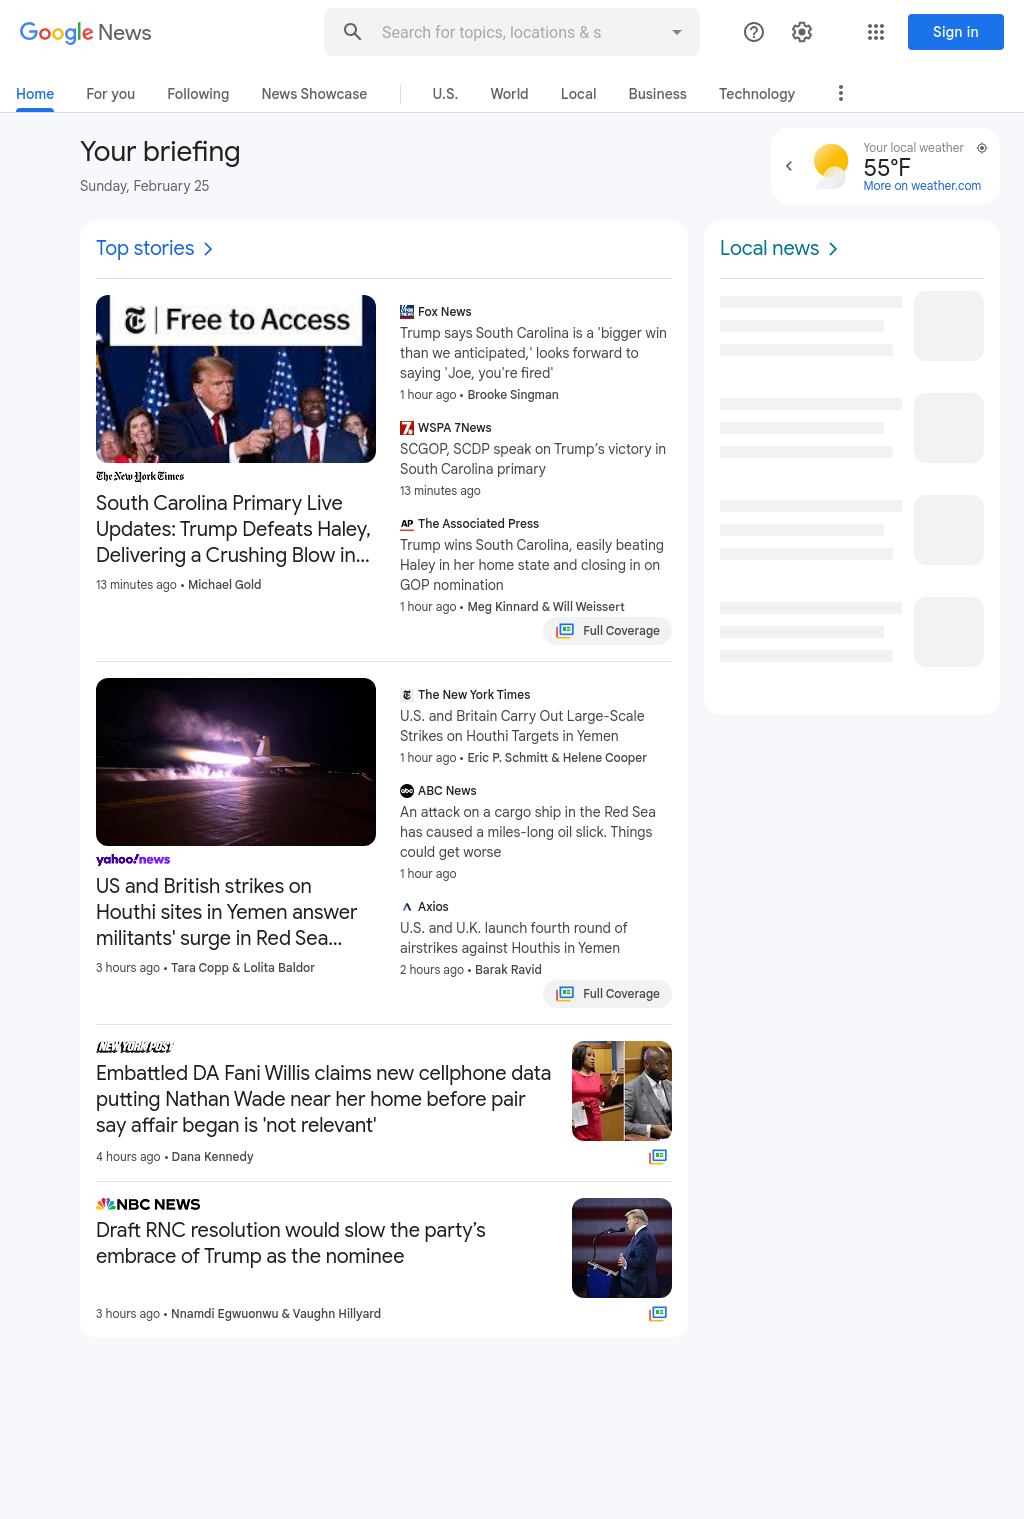 Google News
Search for topics, locations & s
Sign in
Home
For you
Following
News Showcase
U.S.
World
Local
Business
Technology
Your briefing
Sunday, February 25
Your local weather
55°F
More on weather.com
Top stories
Free to Access
The New York Times
South Carolina Primary Live
Updates: Trump Defeats Haley,
Delivering a Crushing Blow in...
13 minutes ago • Michael Gold
Fox News
Trump says South Carolina is a 'bigger win
than we anticipated,' looks forward to
saying 'Joe, you're fired'
1 hour ago • Brooke Singman
WSPA 7News
SCGOP, SCDP speak on Trump’s victory in
South Carolina primary
13 minutes ago
AP The Associated Press
Trump wins South Carolina, easily beating
Haley in her home state and closing in on
GOP nomination
1 hour ago • Meg Kinnard & Will Weissert
Full Coverage
yahoo!news
US and British strikes on
Houthi sites in Yemen answer
militants' surge in Red Sea...
3 hours ago • Tara Copp & Lolita Baldor
The New York Times
U.S. and Britain Carry Out Large-Scale
Strikes on Houthi Targets in Yemen
1 hour ago • Eric P. Schmitt & Helene Cooper
abc ABC News
An attack on a cargo ship in the Red Sea
has caused a miles-long oil slick. Things
could get worse
1 hour ago
Axios
U.S. and U.K. launch fourth round of
airstrikes against Houthis in Yemen
2 hours ago • Barak Ravid
Full Coverage
NEW YORK POST
Embattled DA Fani Willis claims new cellphone data
putting Nathan Wade near her home before pair
say affair began is 'not relevant'
4 hours ago • Dana Kennedy
NBC NEWS
Draft RNC resolution would slow the party’s
embrace of Trump as the nominee
3 hours ago • Nnamdi Egwuonwu & Vaughn Hillyard
Local news